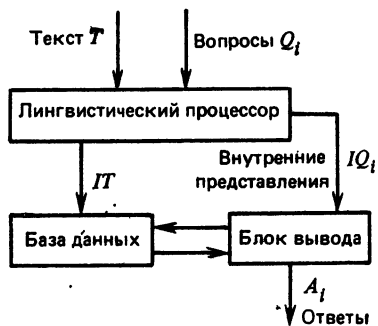 Текст T
Вопросы Qi
Лингвистический процессор
Внутренние
представления
IT
IQi
База данных
Блок вывода
Ai
Ответы